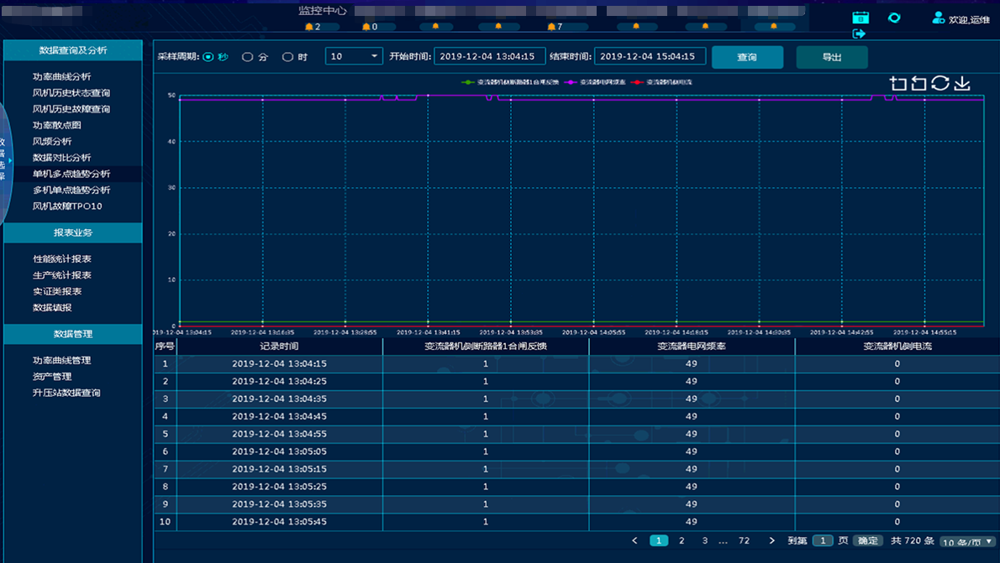 监控中心
2 0 7
欢迎,运维
数据查询及分析
功率曲线分析
风机历史状态查询
风机历史故障查询
功率散点图
风频分析
数据对比分析
单机多点趋势分析
多机单点趋势分析
风机故障TPO10
报表业务
性能统计报表
生产统计报表
实证类报表
数据填报
数据管理
功率曲线管理
资产管理
升压站数据查询
数据选择
采样周期: 秒 分 时 10 开始时间: 2019-12-04 13:04:15 结束时间: 2019-12-04 15:04:15 查询 导出
变流器机侧断路器1台闸反馈 变流器电网频率 变流器机侧电流
50
40
30
20
10
0
019-12-04 13:04:15 2019-12-04 13:16:35 2019-12-04 13:28:55 2019-12-04 13:41:15 2019-12-04 13:53:35 2019-12-04 14:05:55 2019-12-04 14:18:15 2019-12-04 14:30:35 2019-12-04 14:42:55 2019-12-04 14:55:15
序号 记录时间 变流器机侧断路器1台闸反馈 变流器电网频率 变流器机侧电流
1 2019-12-04 13:04:15 1 49 0
2 2019-12-04 13:04:25 1 49 0
3 2019-12-04 13:04:35 1 49 0
4 2019-12-04 13:04:45 1 49 0
5 2019-12-04 13:04:55 1 49 0
6 2019-12-04 13:05:05 1 49 0
7 2019-12-04 13:05:15 1 49 0
8 2019-12-04 13:05:25 1 49 0
9 2019-12-04 13:05:35 1 49 0
10 2019-12-04 13:05:45 1 49 0
< 1 2 3 ... 72 > 到第 1 页 确定 共 720 条 10 条/页